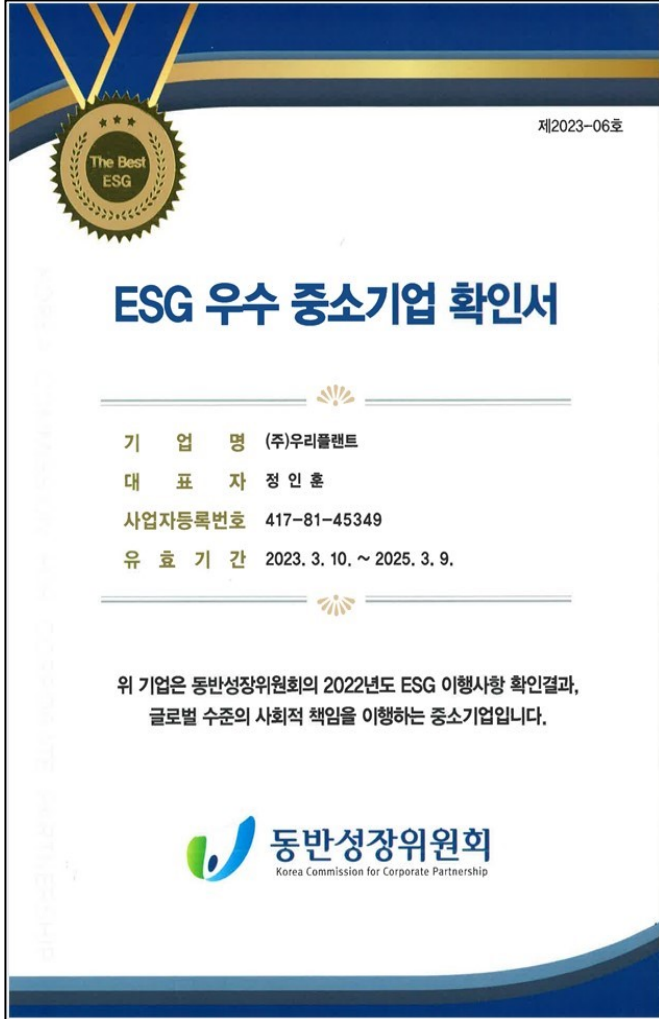 제2023-06호
The Best
ESG
ESG 우수 중소기업 확인서
기 업 명 (주)우리플랜트
대 표 자 정 인 훈
사업자등록번호 417-81-45349
유 효 기 간 2023. 3. 10. ~ 2025. 3. 9.
위 기업은 동반성장위원회의 2022년도 ESG 이행사항 확인결과,
글로벌 수준의 사회적 책임을 이행하는 중소기업입니다.
동반성장위원회
Korea Commission for Corporate Partnership